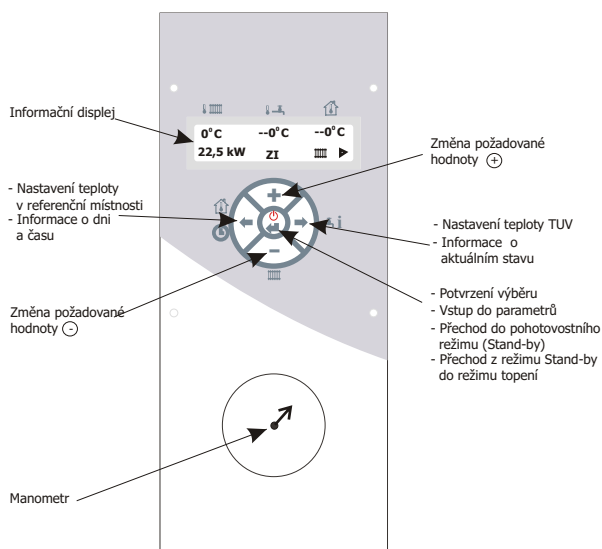 Informační displej
0°C --0°C --0°C
22,5 kW ZI
Změna požadované
hodnoty +
- Nastavení teploty
v referenční místnosti
- Informace o dni
a času
i
- Nastavení teploty TUV
- Informace o
aktuálním stavu
Změna požadované
hodnoty -
- Potvrzení výběru
- Vstup do parametrů
- Přechod do pohotovostního
režimu (Stand-by)
- Přechod z režimu Stand-by
do režimu topení
Manometr